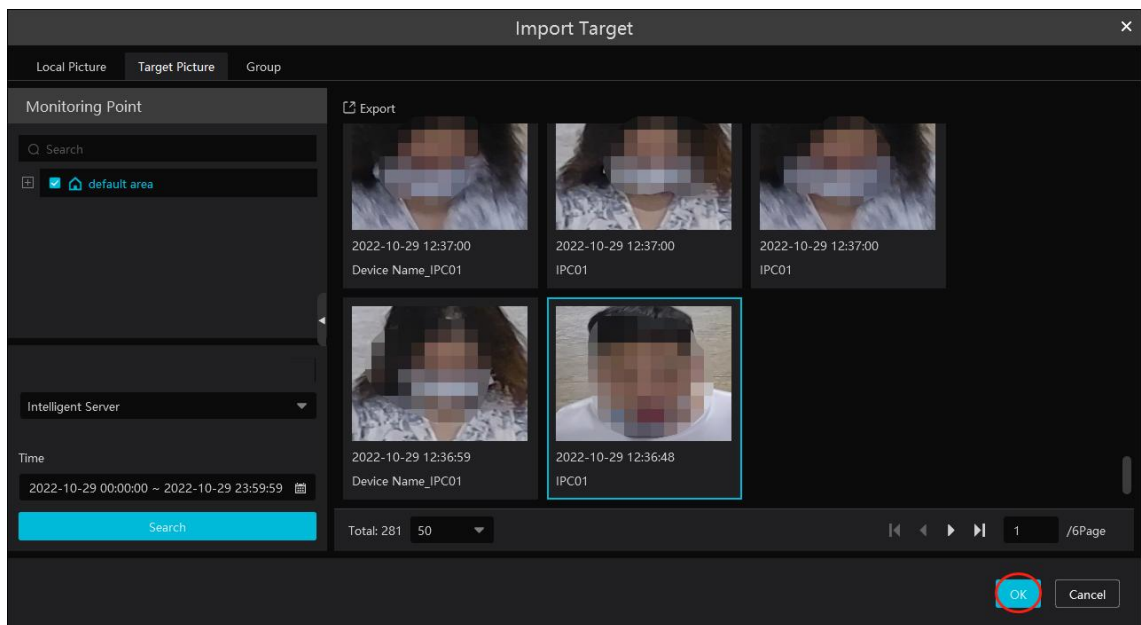 Import Target
Local Picture Target Picture Group
Monitoring Point
Search
default area
Intelligent Server
Time
2022-10-29 00:00:00 ~ 2022-10-29 23:59:59
Search
Export
2022-10-29 12:37:00
Device Name_IPC01
2022-10-29 12:37:00
IPC01
2022-10-29 12:37:00
IPC01
2022-10-29 12:36:59
Device Name_IPC01
2022-10-29 12:36:48
IPC01
Total: 281 50
1 /6Page
OK Cancel